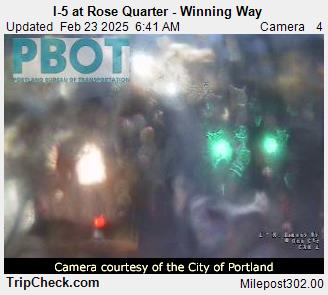 I-5 at Rose Quarter - Winning Way
Updated Feb 23 2025 6:41 AM Camera 4
PBOT
PORTLAND BUREAU OF TRANSPORTATION
Camera courtesy of the City of Portland
TripCheck.com Milepost302.00